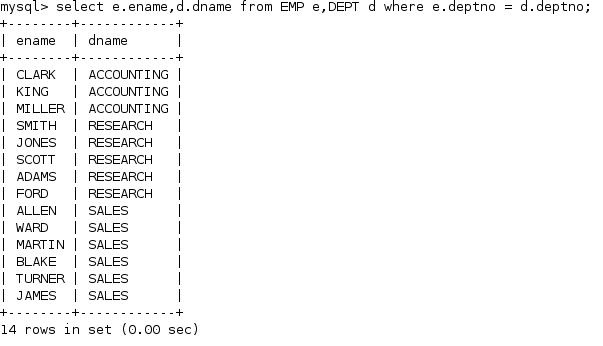 mysql> select e.ename,d.dname from EMP e,DEPT d where e.deptno = d.deptno;
+--------+------------+
| ename  | dname      |
+--------+------------+
| CLARK  | ACCOUNTING |
| KING   | ACCOUNTING |
| MILLER | ACCOUNTING |
| SMITH  | RESEARCH   |
| JONES  | RESEARCH   |
| SCOTT  | RESEARCH   |
| ADAMS  | RESEARCH   |
| FORD   | RESEARCH   |
| ALLEN  | SALES      |
| WARD   | SALES      |
| MARTIN | SALES      |
| BLAKE  | SALES      |
| TURNER | SALES      |
| JAMES  | SALES      |
+--------+------------+
14 rows in set (0.00 sec)